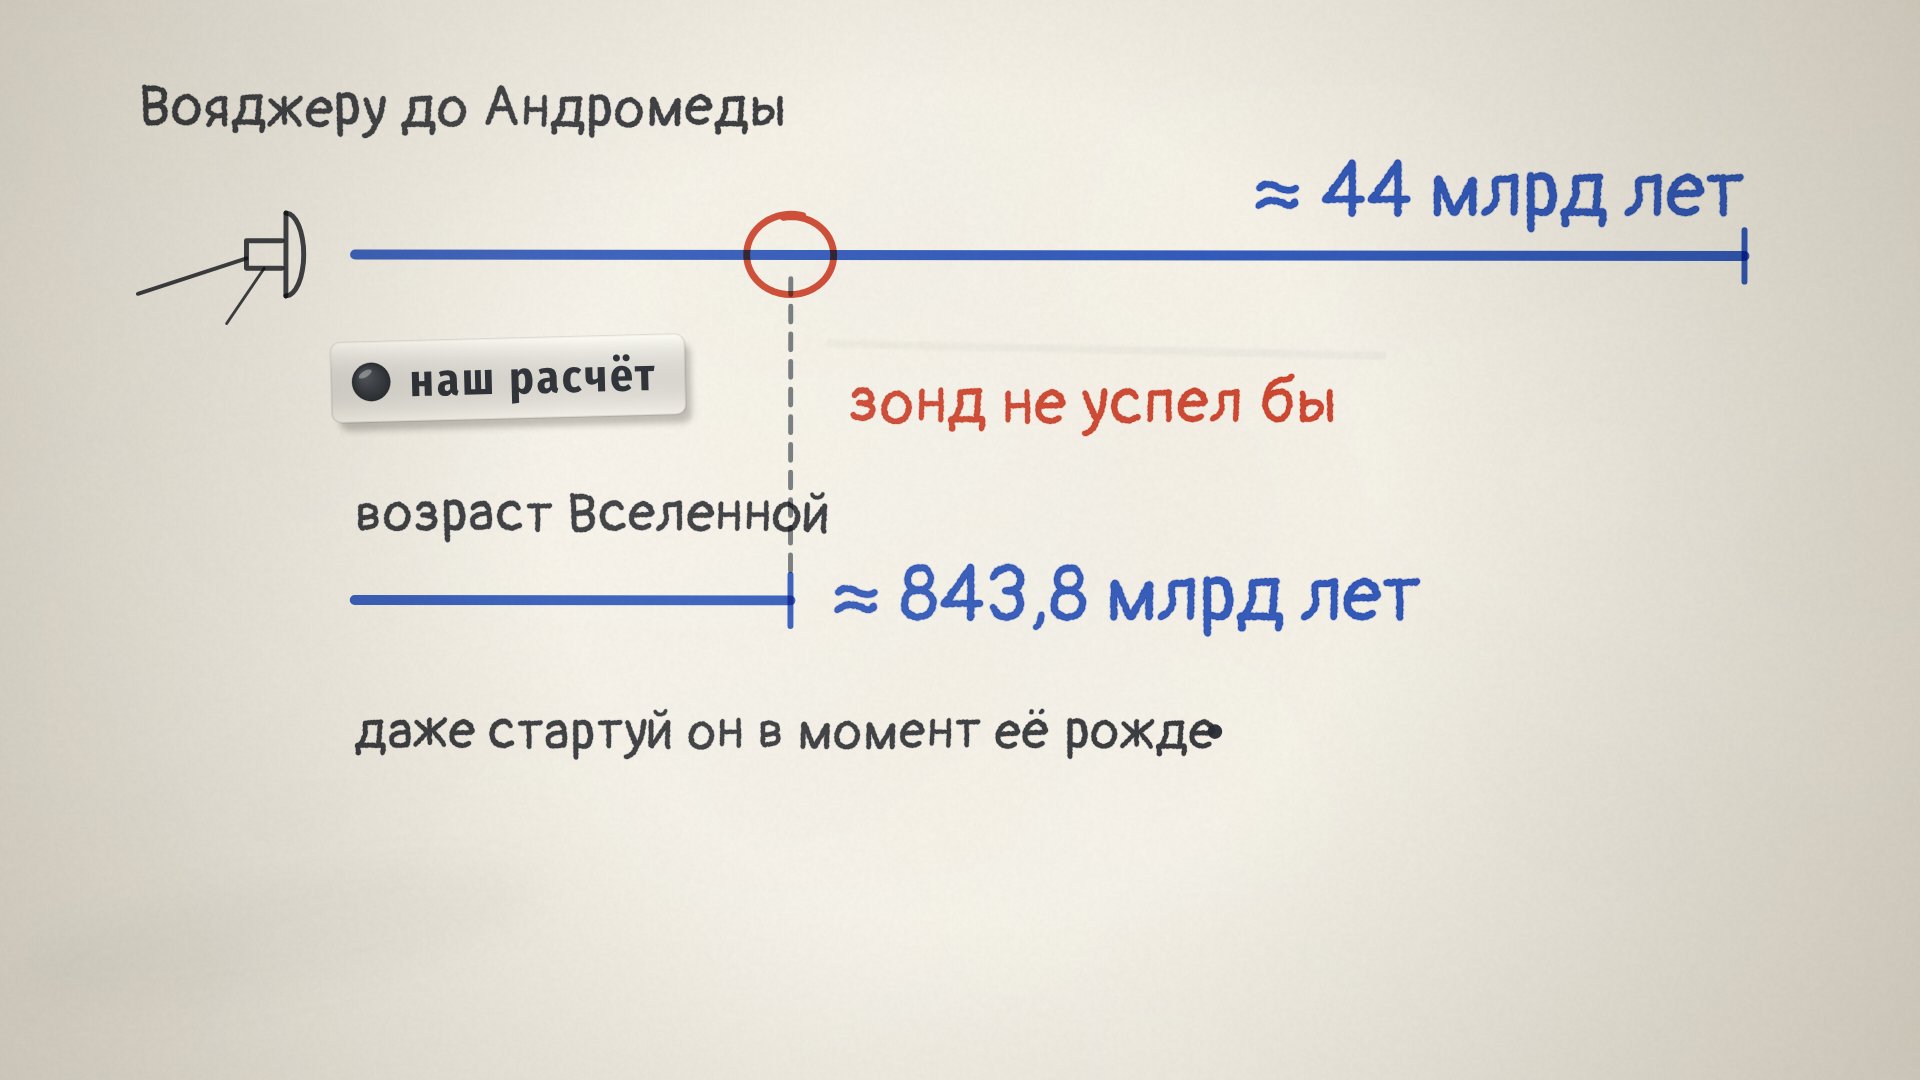 Вояджеру до Андромеды
≈ 44 млрд лет
наш расчёт
зонд не успел бы
возраст Вселенной
≈ 843,8 млрд лет
даже стартуй он в момент её рожде